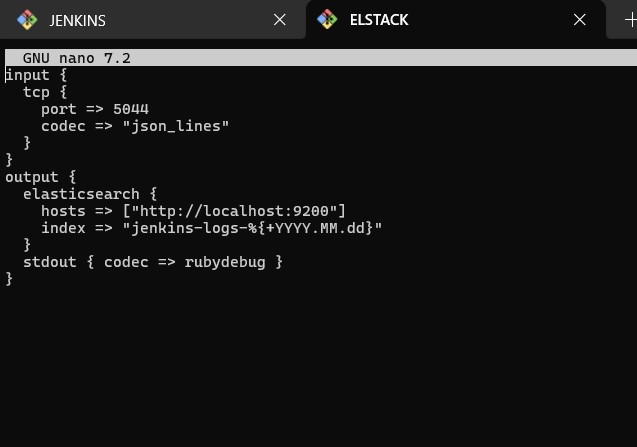 JENKINS ELSTACK
GNU nano 7.2
input {
  tcp {
    port => 5044
    codec => "json_lines"
  }
}
output {
  elasticsearch {
    hosts => ["http://localhost:9200"]
    index => "jenkins-logs-%{+YYYY.MM.dd}"
  }
  stdout { codec => rubydebug }
}